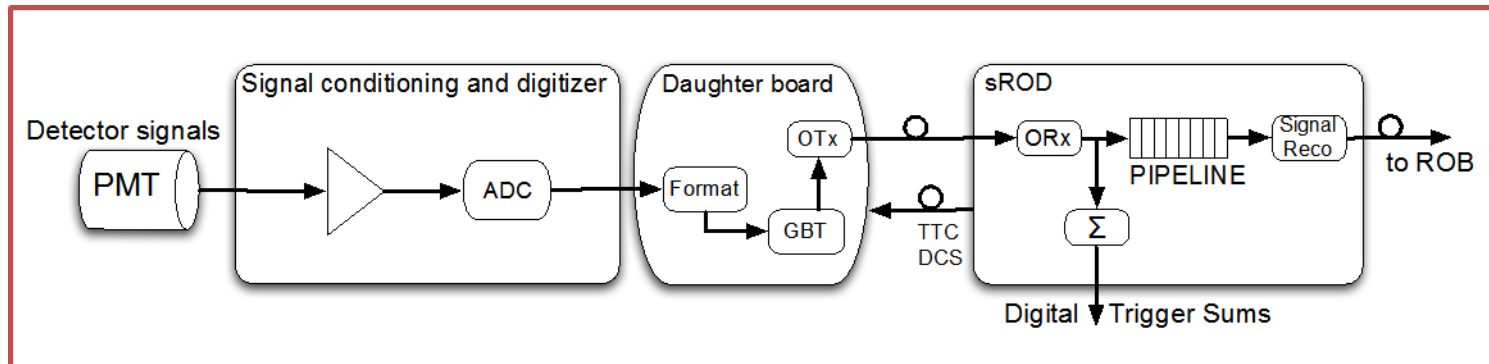 Detector signals
PMT
Signal conditioning and digitizer
ADC
Daughter board
Format
GBT
OTx
TTC
DCS
sROD
ORx
PIPELINE
Signal
Reco
to ROB
Σ
Digital Trigger Sums